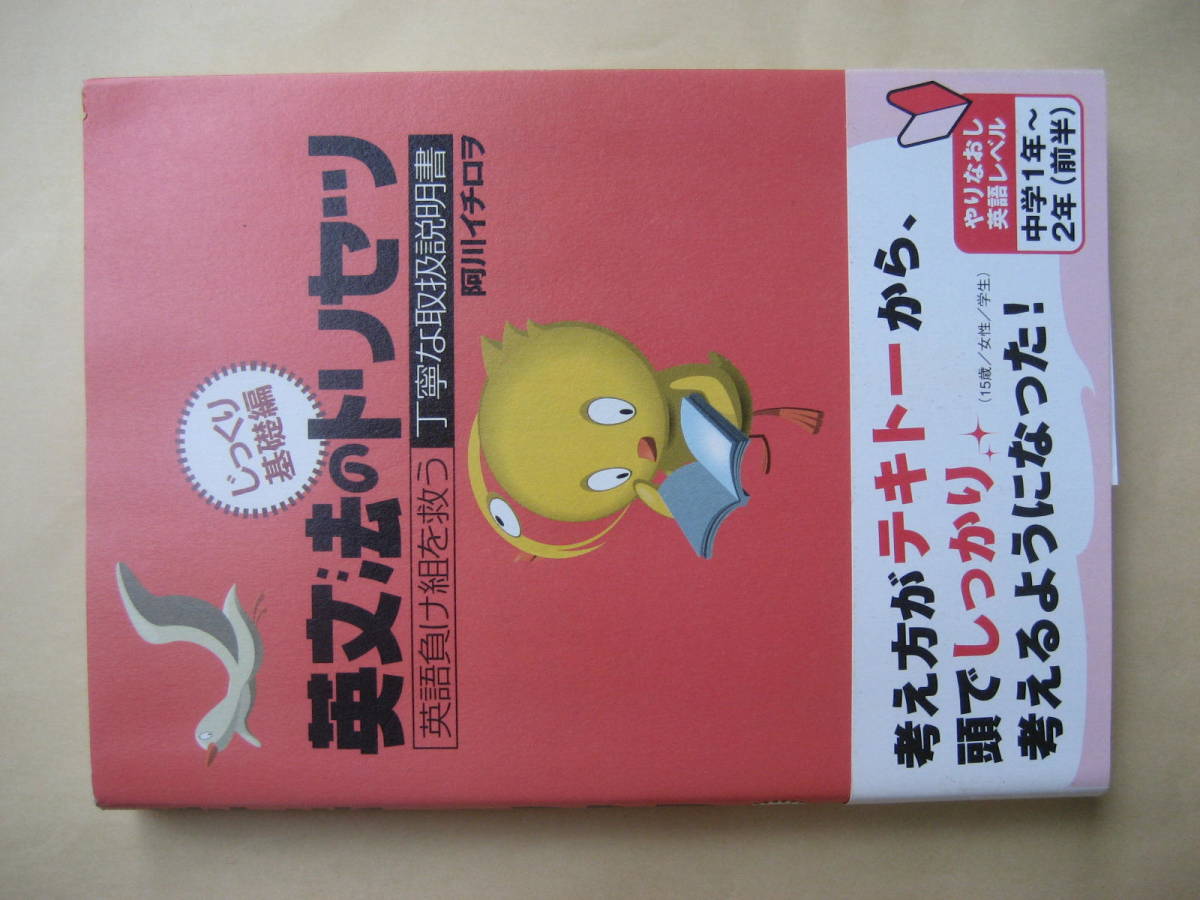 じっくり
基礎編
英文法のトリセツ
英語負け組を救う 丁寧な取扱説明書
阿川イチロヲ
やりなおし
英語レベル
中学1年〜
2年(前半)
考え方がテキトーから、
頭でしっかり
(15歳/女性/学生)
考えるようになった!